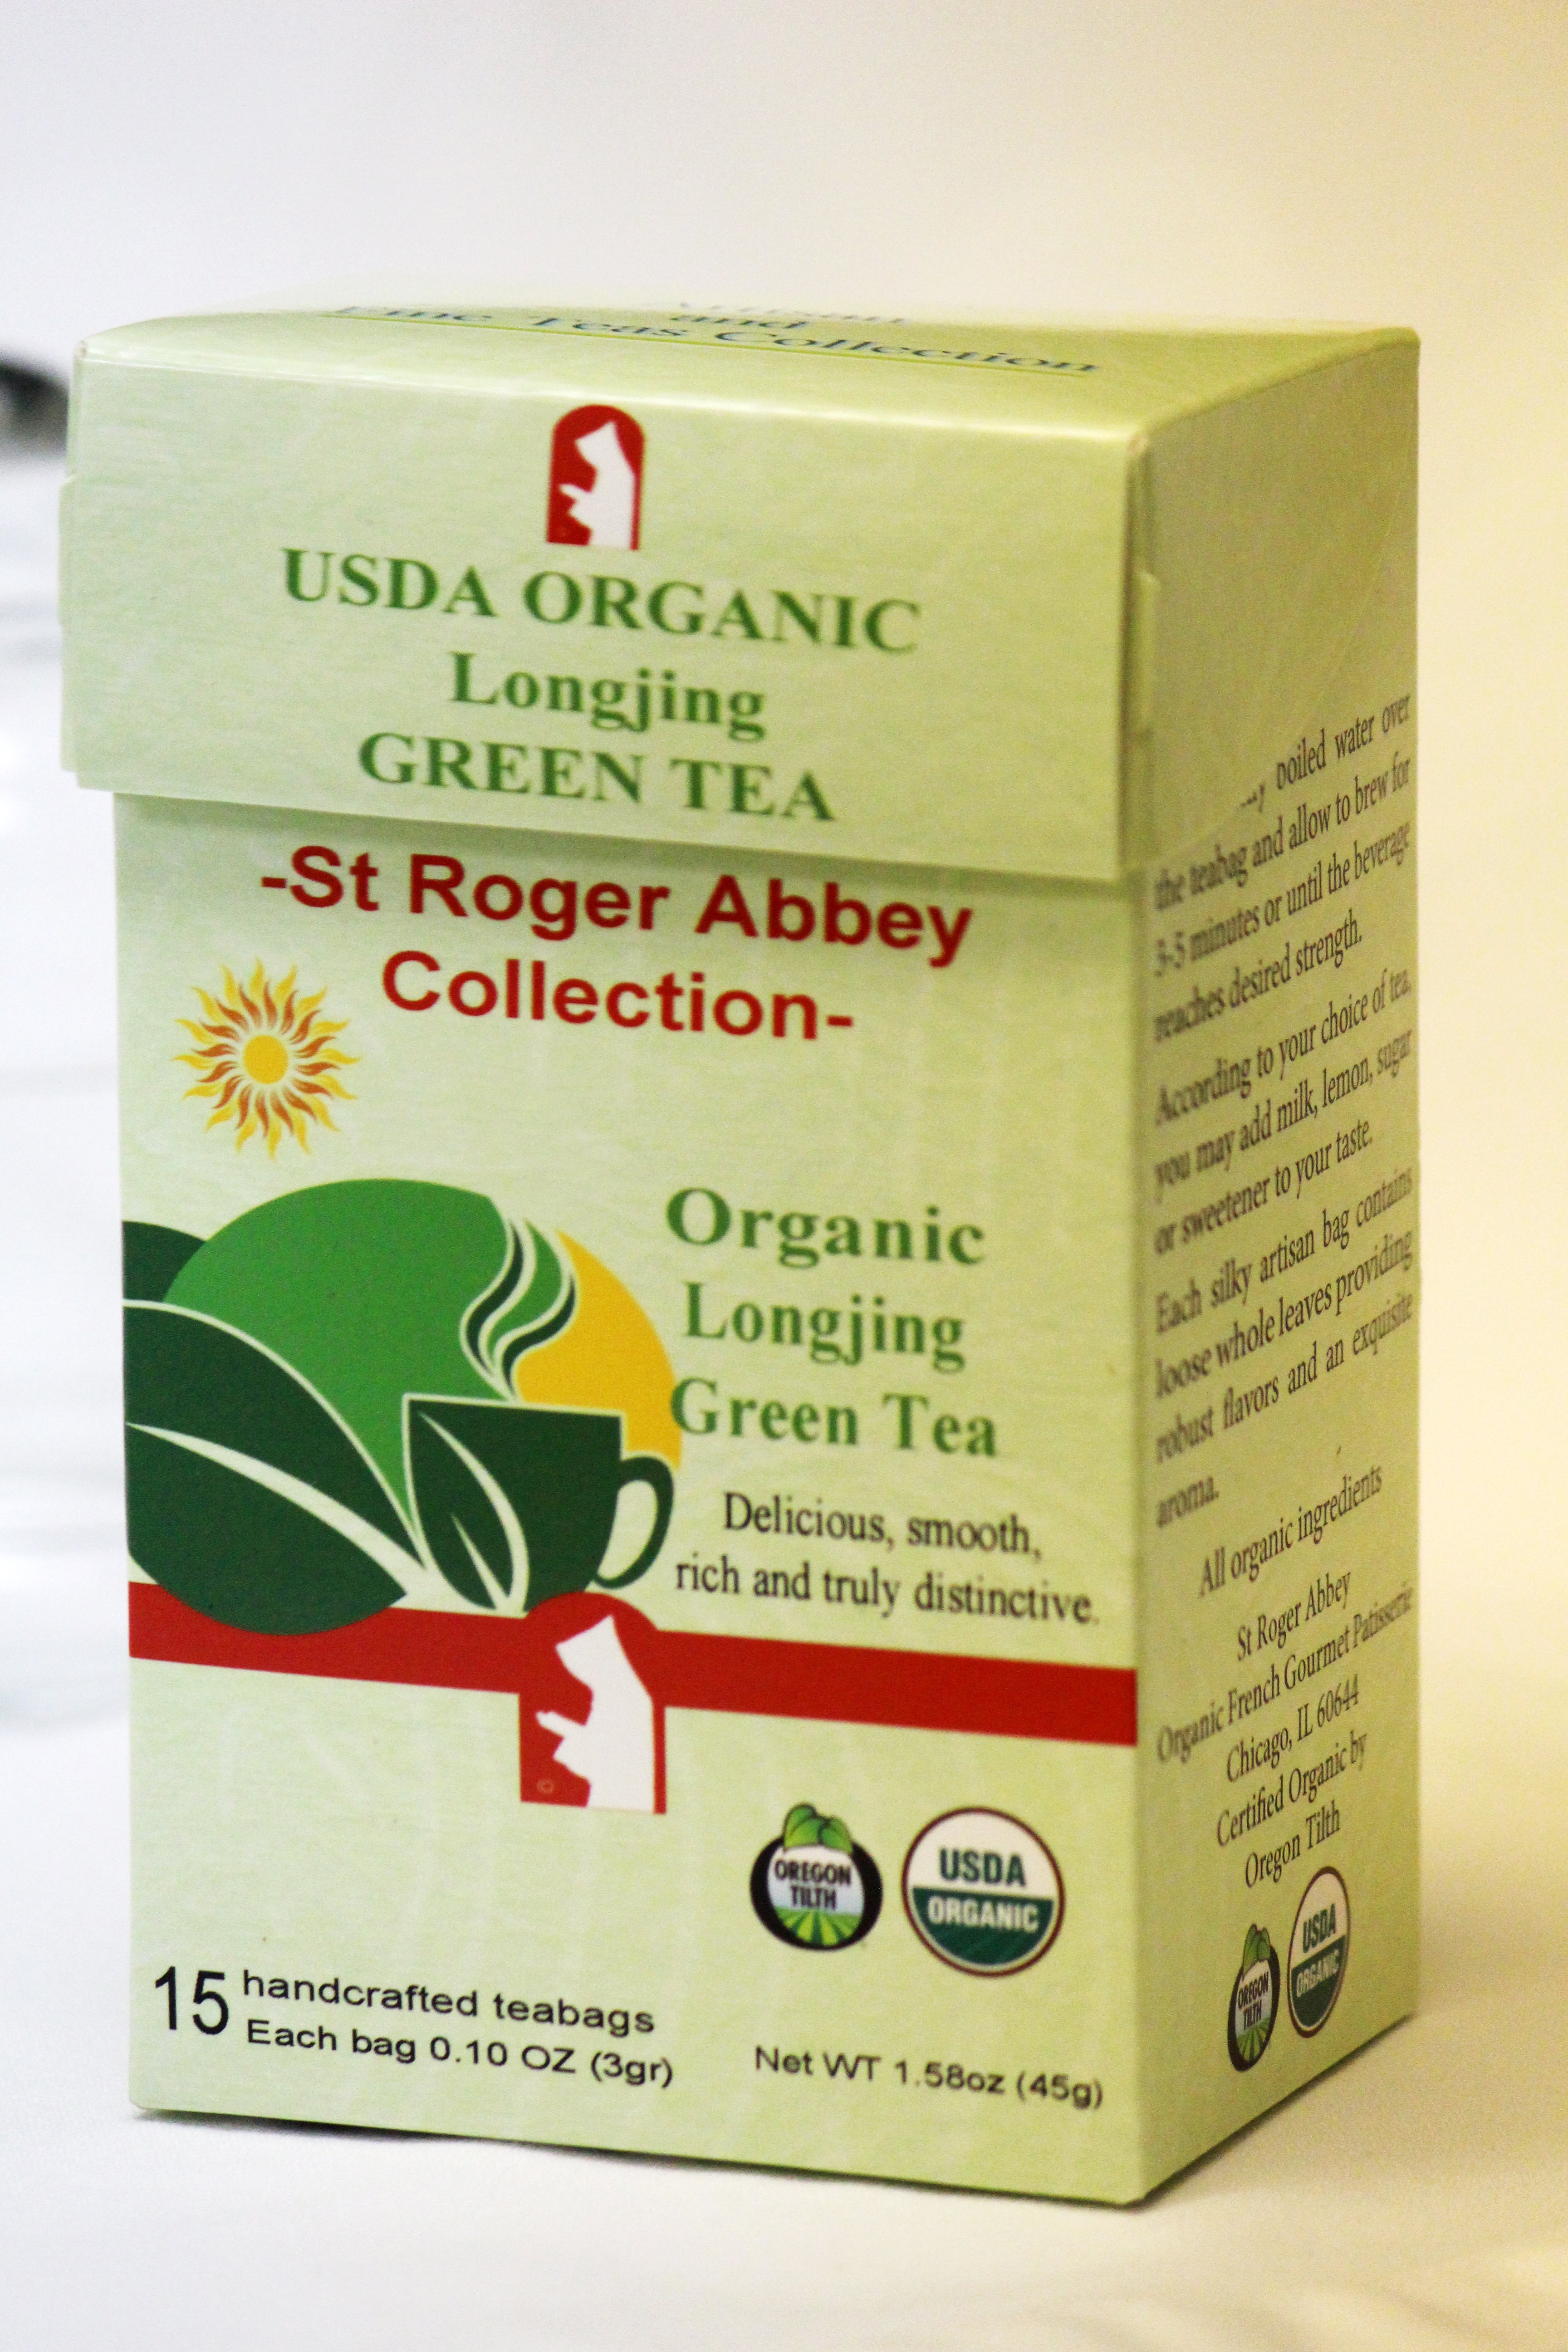 and
Fine Teas Collection
USDA ORGANIC
Longjing
GREEN TEA
-St Roger Abbey
Collection-
Organic
Longjing
Green Tea
Delicious, smooth,
rich and truly distinctive.
©
OREGON
TILTH
USDA
ORGANIC
15 handcrafted teabags
Each bag 0.10 OZ (3gr)
Net WT 1.58oz (45g)
boiled water over
the teabag and allow to brew for
3-5 minutes or until the beverage
reaches desired strength.
According to your choice of tea,
you may add milk, lemon, sugar
or sweetener to your taste.
Each silky artisan bag contains
loose whole leaves providing
robust flavors and an exquisite
aroma.
All organic ingredients
St Roger Abbey
Organic French Gourmet Patisserie
Chicago, IL 60644
Certified Organic by
Oregon Tilth
OREGON
TILTH
USDA
ORGANIC